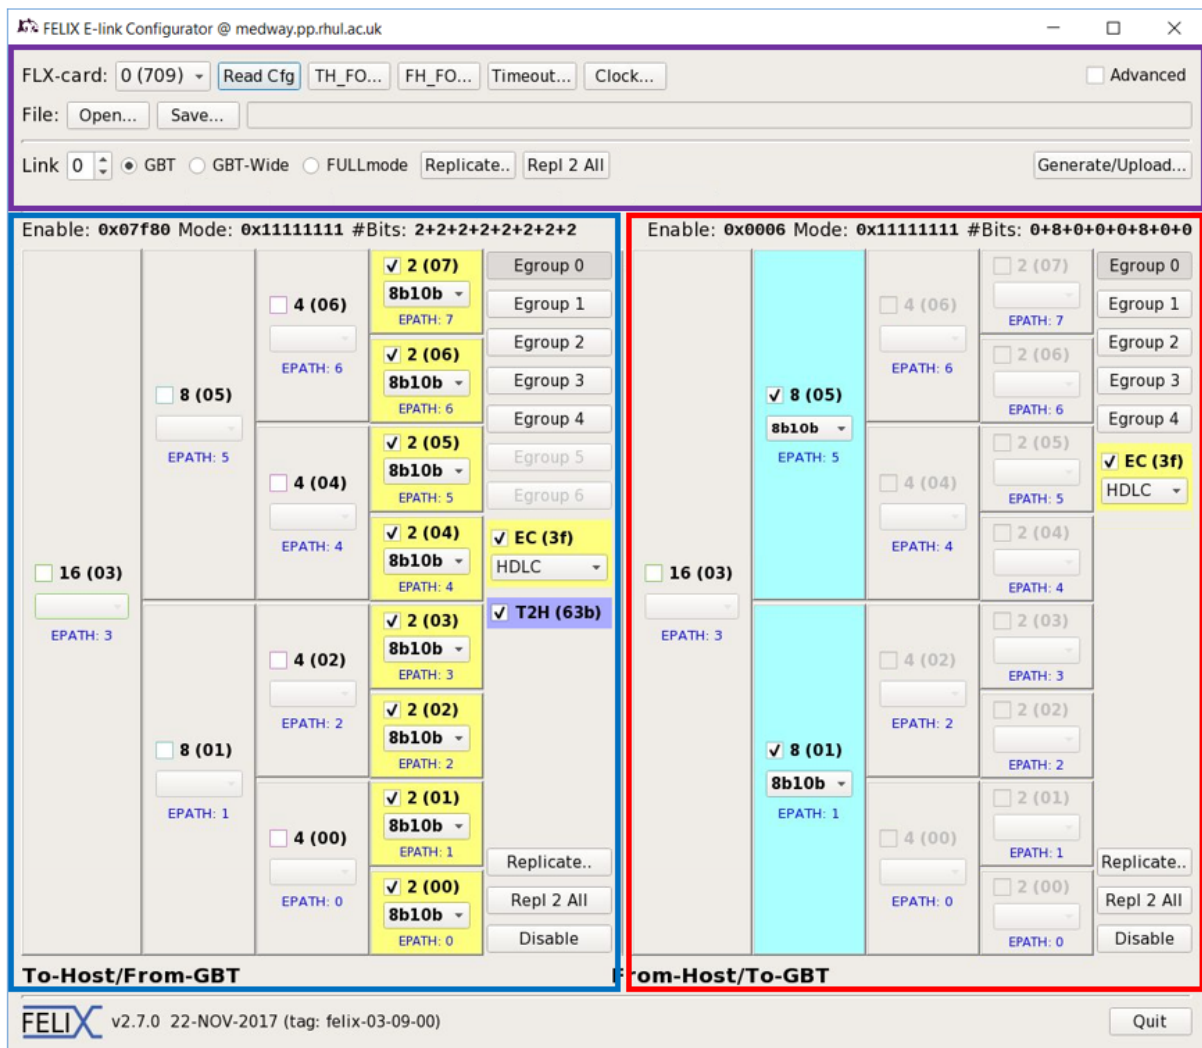 FELIX E-link Configurator @ medway.pp.rhul.ac.uk
FLX-card: 0 (709) Read Cfg TH_FO... FH_FO... Timeout... Clock... Advanced
File: Open... Save...
Link 0 GBT GBT-Wide FULLmode Replicate.. Repl 2 All Generate/Upload...
Enable: 0x07f80 Mode: 0x11111111 #Bits: 2+2+2+2+2+2+2+2
16 (03)
EPATH: 3
8 (05)
EPATH: 5
8 (01)
EPATH: 1
4 (06)
EPATH: 6
4 (04)
EPATH: 4
4 (02)
EPATH: 2
4 (00)
EPATH: 0
2 (07)
8b10b
EPATH: 7
2 (06)
8b10b
EPATH: 6
2 (05)
8b10b
EPATH: 5
2 (04)
8b10b
EPATH: 4
2 (03)
8b10b
EPATH: 3
2 (02)
8b10b
EPATH: 2
2 (01)
8b10b
EPATH: 1
2 (00)
8b10b
EPATH: 0
Egroup 0
Egroup 1
Egroup 2
Egroup 3
Egroup 4
Egroup 5
Egroup 6
EC (3f)
HDLC
T2H (63b)
Replicate..
Repl 2 All
Disable
To-Host/From-GBT
Enable: 0x0006 Mode: 0x11111111 #Bits: 0+8+0+0+0+8+0+0
16 (03)
EPATH: 3
8 (05)
8b10b
EPATH: 5
8 (01)
8b10b
EPATH: 1
4 (06)
EPATH: 6
4 (04)
EPATH: 4
4 (02)
EPATH: 2
4 (00)
EPATH: 0
2 (07)
EPATH: 7
2 (06)
EPATH: 6
2 (05)
EPATH: 5
2 (04)
EPATH: 4
2 (03)
EPATH: 3
2 (02)
EPATH: 2
2 (01)
EPATH: 1
2 (00)
EPATH: 0
Egroup 0
Egroup 1
Egroup 2
Egroup 3
Egroup 4
EC (3f)
HDLC
Replicate..
Repl 2 All
Disable
From-Host/To-GBT
FELIX v2.7.0 22-NOV-2017 (tag: felix-03-09-00) Quit